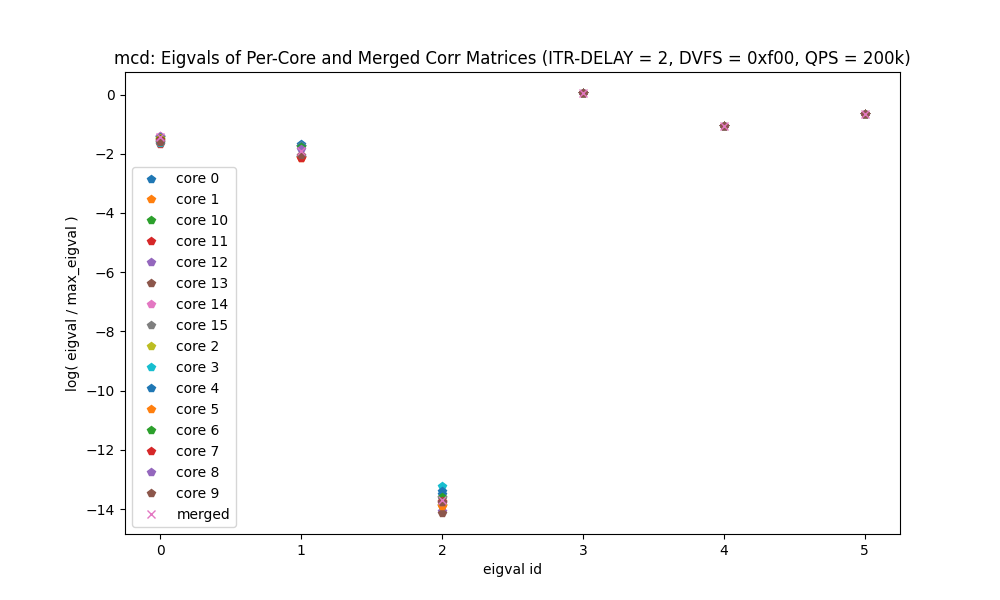 mcd: Eigvals of Per-Core and Merged Corr Matrices (ITR-DELAY = 2, DVFS = 0xf00, QPS = 200k)
log( eigval / max_eigval )
0
−2
−4
−6
−8
−10
−12
−14
core 0
core 1
core 10
core 11
core 12
core 13
core 14
core 15
core 2
core 3
core 4
core 5
core 6
core 7
core 8
core 9
merged
0 1 2 3 4 5
eigval id